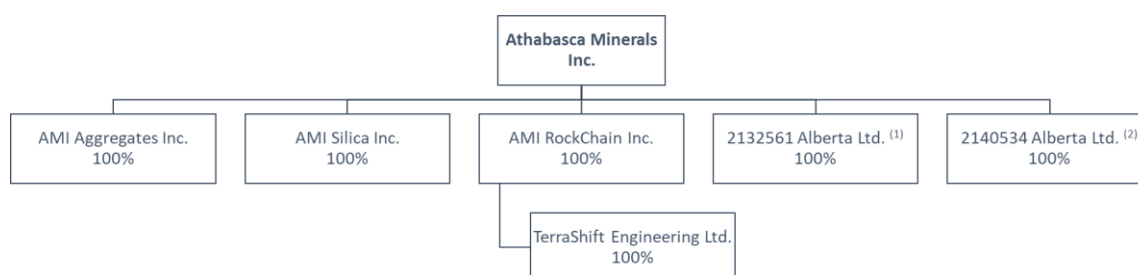 Athabasca Minerals
Inc.
AMI Aggregates Inc.
100%
AMI Silica Inc.
100%
AMI RockChain Inc.
100%
2132561 Alberta Ltd. (1)
100%
2140534 Alberta Ltd. (2)
100%
TerraShift Engineering Ltd.
100%